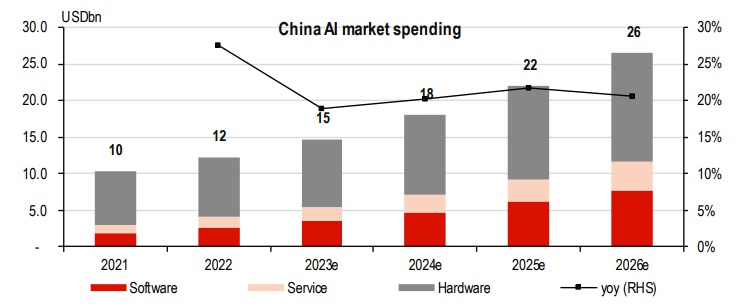 USDbn
China AI market spending
30.0 30%
25.0 25%
20.0 20%
15.0 15%
10.0 10%
5.0 5%
- 0%
10 12 15 18 22 26
2021 2022 2023e 2024e 2025e 2026e
Software Service Hardware yoy (RHS)